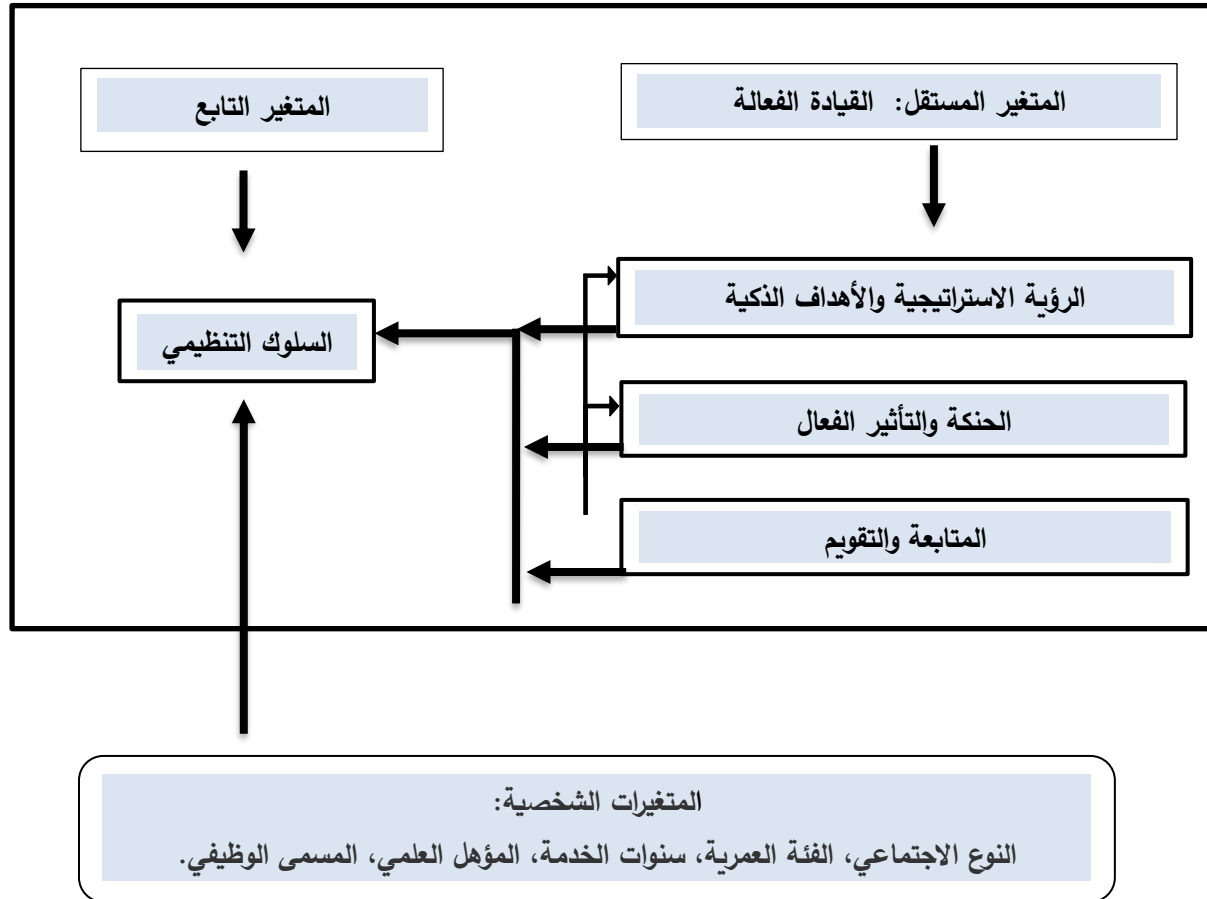 المتغير المستقل: القيادة الفعالة
المتغير التابع
الرؤية الاستراتيجية والأهداف الذكية
السلوك التنظيمي
الحنكة والتأثير الفعال
المتابعة والتقويم
المتغيرات الشخصية:
النوع الاجتماعي، الفئة العمرية، سنوات الخدمة، المؤهل العلمي، المسمى الوظيفي.